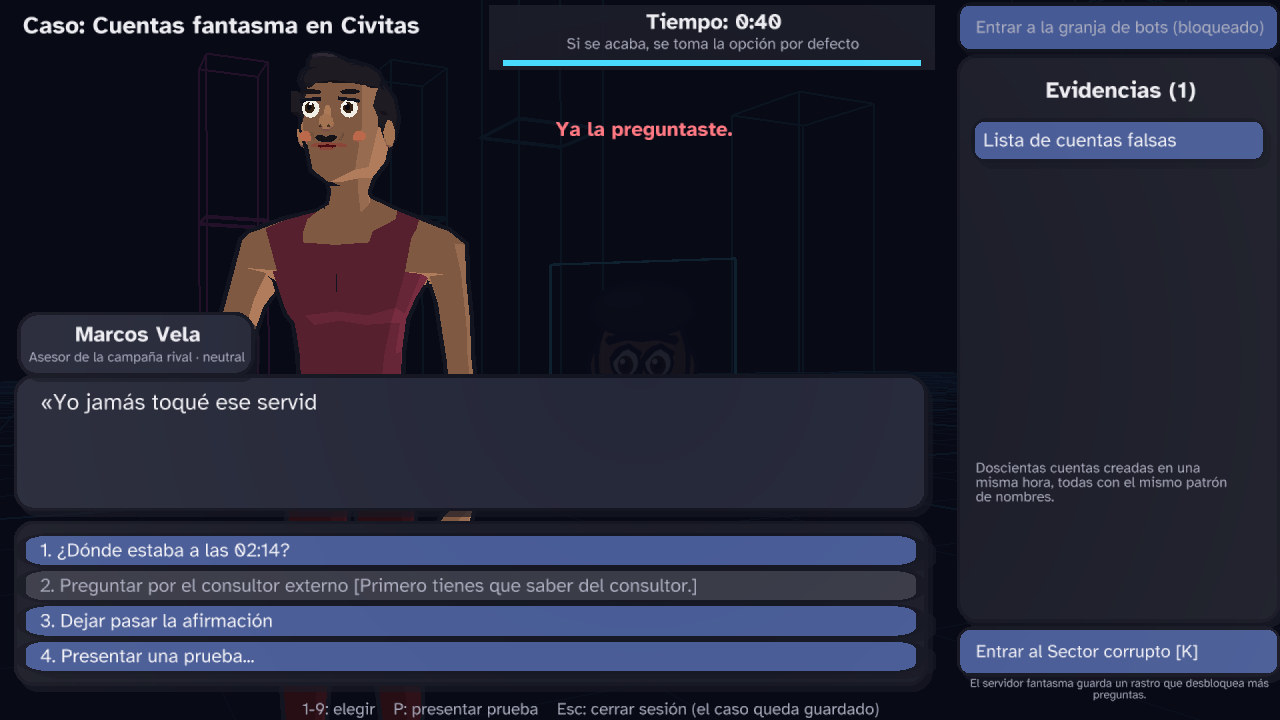 Caso: Cuentas fantasma en Civitas
Tiempo: 0:40
Si se acaba, se toma la opción por defecto
Entrar a la granja de bots (bloqueado)
Evidencias (1)
Lista de cuentas falsas
Ya la preguntaste.
Marcos Vela
Asesor de la campaña rival · neutral
«Yo jamás toqué ese servid
Doscientas cuentas creadas en una
misma hora, todas con el mismo patrón
de nombres.
1. ¿Dónde estaba a las 02:14?
2. Preguntar por el consultor externo [Primero tienes que saber del consultor.]
3. Dejar pasar la afirmación
4. Presentar una prueba...
Entrar al Sector corrupto [K]
El servidor fantasma guarda un rastro que desbloquea más
preguntas.
1-9: elegir P: presentar prueba Esc: cerrar sesión (el caso queda guardado)